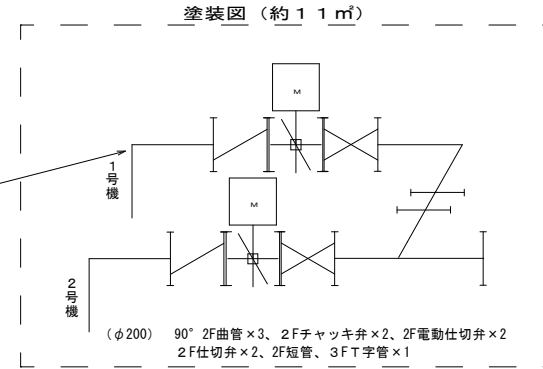 塗装図（約１１㎡）
M
1号機
M
2号機
（φ200）　90°2F曲管×3、２Fチャッキ弁×2、2F電動仕切弁×2
２F仕切弁×2、2F短管、３FＴ字管×1